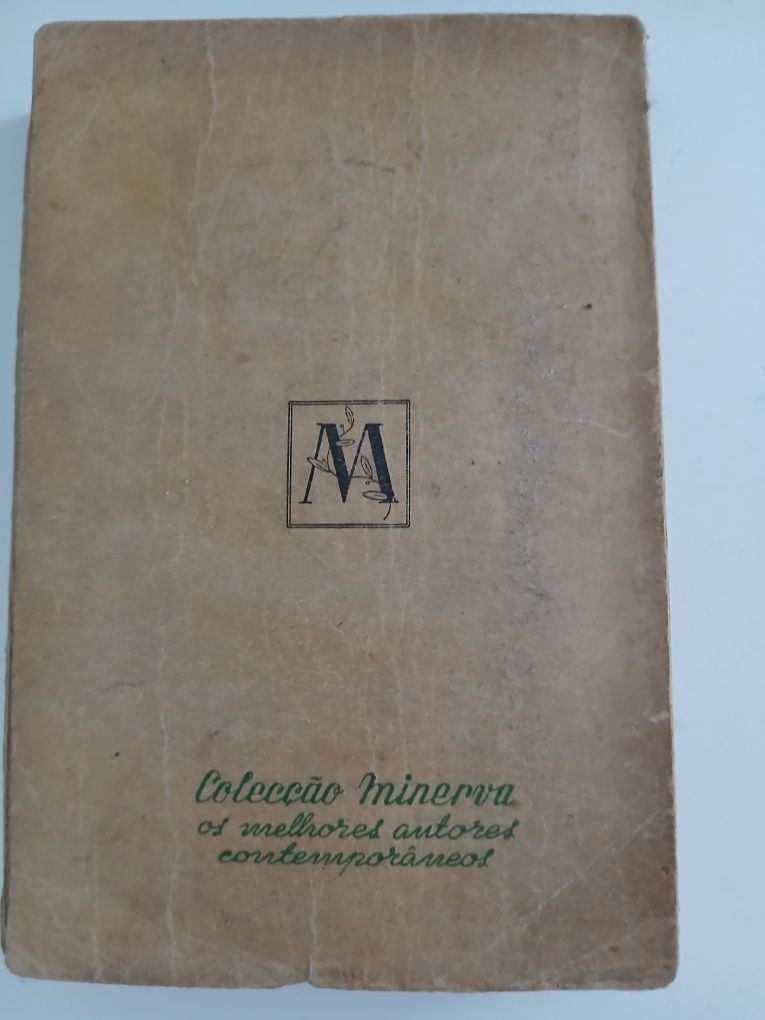 M
Colecção Minerva
os melhores autores
contemporâneos